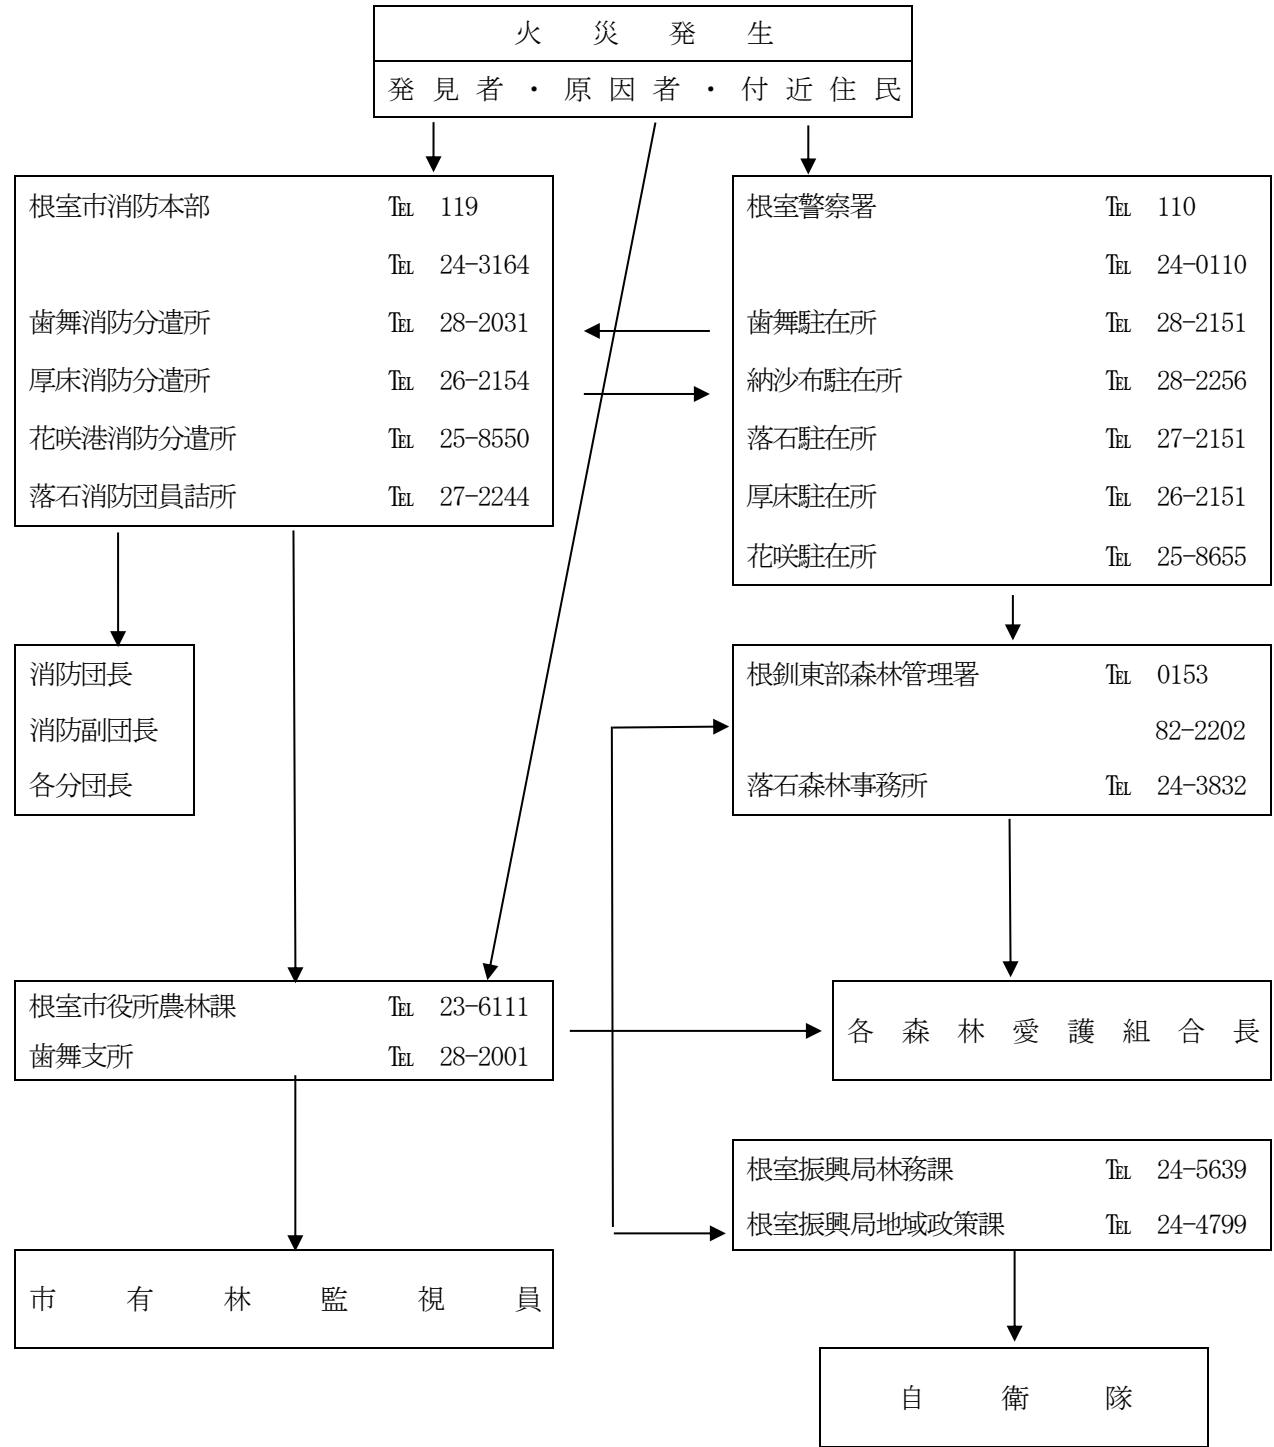 火災発生
発見者・原因者・付近住民
根室市消防本部 ℡ 119
℡ 24-3164
歯舞消防分遣所 ℡ 28-2031
厚床消防分遣所 ℡ 26-2154
花咲港消防分遣所 ℡ 25-8550
落石消防団員詰所 ℡ 27-2244
根室警察署 ℡ 110
℡ 24-0110
歯舞駐在所 ℡ 28-2151
納沙布駐在所 ℡ 28-2256
落石駐在所 ℡ 27-2151
厚床駐在所 ℡ 26-2151
花咲駐在所 ℡ 25-8655
消防団長
消防副団長
各分団長
根釧東部森林管理署 ℡ 0153
82-2202
落石森林事務所 ℡ 24-3832
根室市役所農林課 ℡ 23-6111
歯舞支所 ℡ 28-2001
各森林愛護組合長
根室振興局林務課 ℡ 24-5639
根室振興局地域政策課 ℡ 24-4799
市有林監視員
自衛隊